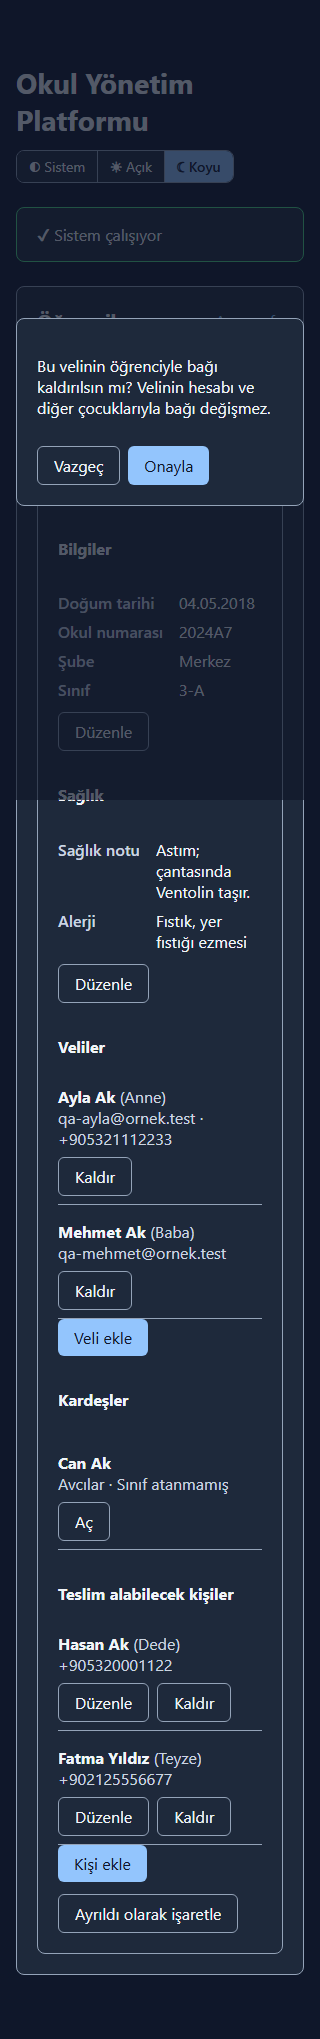 Okul Yönetim
Platformu
Sistem
Açık
Koyu
✓ Sistem çalışıyor
Bu velinin öğrenciyle bağı
kaldırılsın mı? Velinin hesabı ve
diğer çocuklarıyla bağı değişmez.
Vazgeç
Onayla
Bilgiler
Doğum tarihi 04.05.2018
Okul numarası 2024A7
Şube Merkez
Sınıf 3-A
Düzenle
Sağlık
Sağlık notu Astım;
çantasında
Ventolin taşır.
Alerji Fıstık, yer
fıstığı ezmesi
Düzenle
Veliler
Ayla Ak (Anne)
qa-ayla@ornek.test ·
+905321112233
Kaldır
Mehmet Ak (Baba)
qa-mehmet@ornek.test
Kaldır
Veli ekle
Kardeşler
Can Ak
Avcılar · Sınıf atanmamış
Aç
Teslim alabilecek kişiler
Hasan Ak (Dede)
+905320001122
Düzenle Kaldır
Fatma Yıldız (Teyze)
+902125556677
Düzenle Kaldır
Kişi ekle
Ayrıldı olarak işaretle